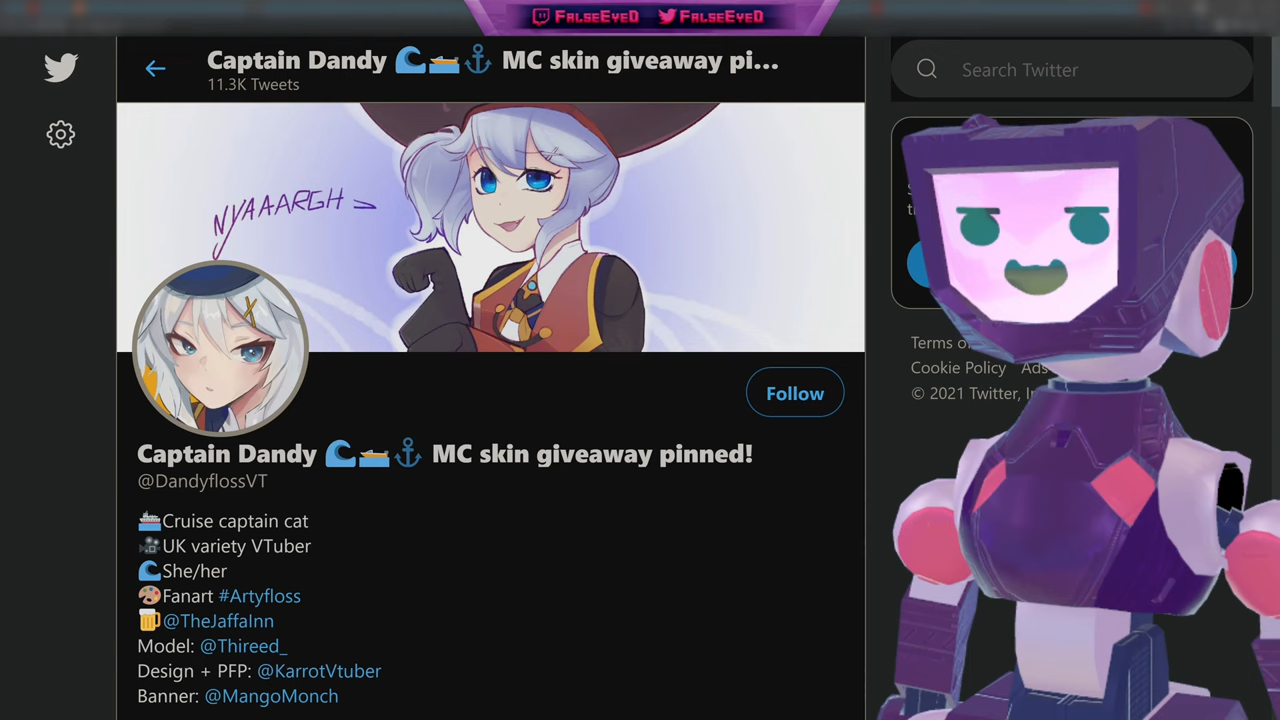 FalseEyeD FalseEyeD
Captain Dandy 🌊🚤⚓ MC skin giveaway pi...
11.3K Tweets
Search Twitter
NYAAARGH
Follow
Captain Dandy 🌊🚤⚓ MC skin giveaway pinned!
@DandyflossVT
🚢Cruise captain cat
🎥UK variety VTuber
🌊She/her
🎨Fanart #Artyfloss
🍺@TheJaffaInn
Model: @Thireed_
Design + PFP: @KarrotVtuber
Banner: @MangoMonch
Terms o
Cookie Policy Ads
© 2021 Twitter, I